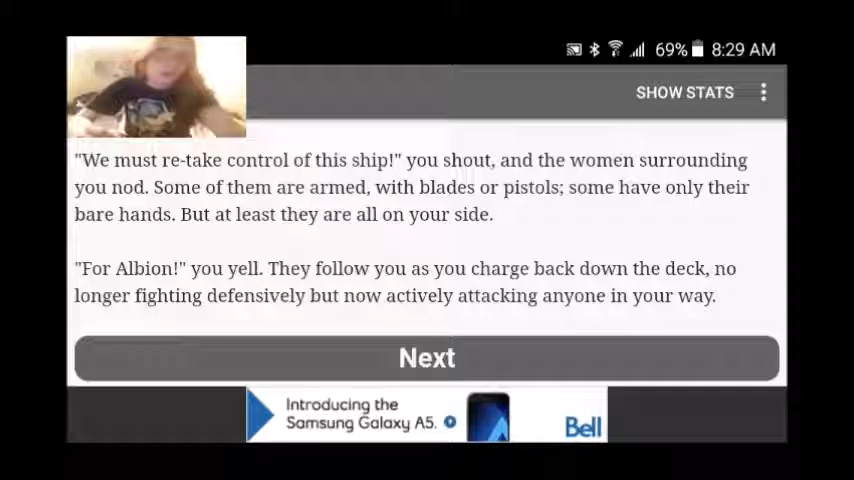 69% 8:29 AM
SHOW STATS
"We must re-take control of this ship!" you shout, and the women surrounding
you nod. Some of them are armed, with blades or pistols; some have only their
bare hands. But at least they are all on your side.
"For Albion!" you yell. They follow you as you charge back down the deck, no
longer fighting defensively but now actively attacking anyone in your way.
Next
Introducing the
Samsung Galaxy A5.
Bell